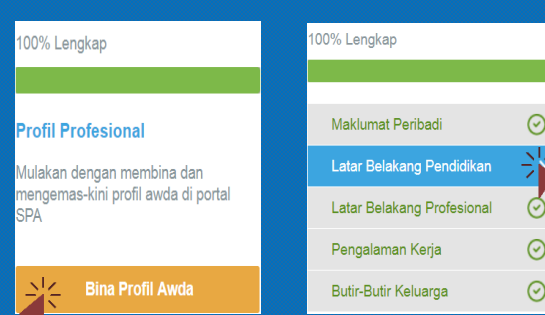 100% Lengkap
Profil Profesional
Mulakan dengan membina dan
mengemas-kini profil awda di portal
SPA
Bina Profil Awda
100% Lengkap
Maklumat Peribadi
Latar Belakang Pendidikan
Latar Belakang Profesional
Pengalaman Kerja
Butir-Butir Keluarga